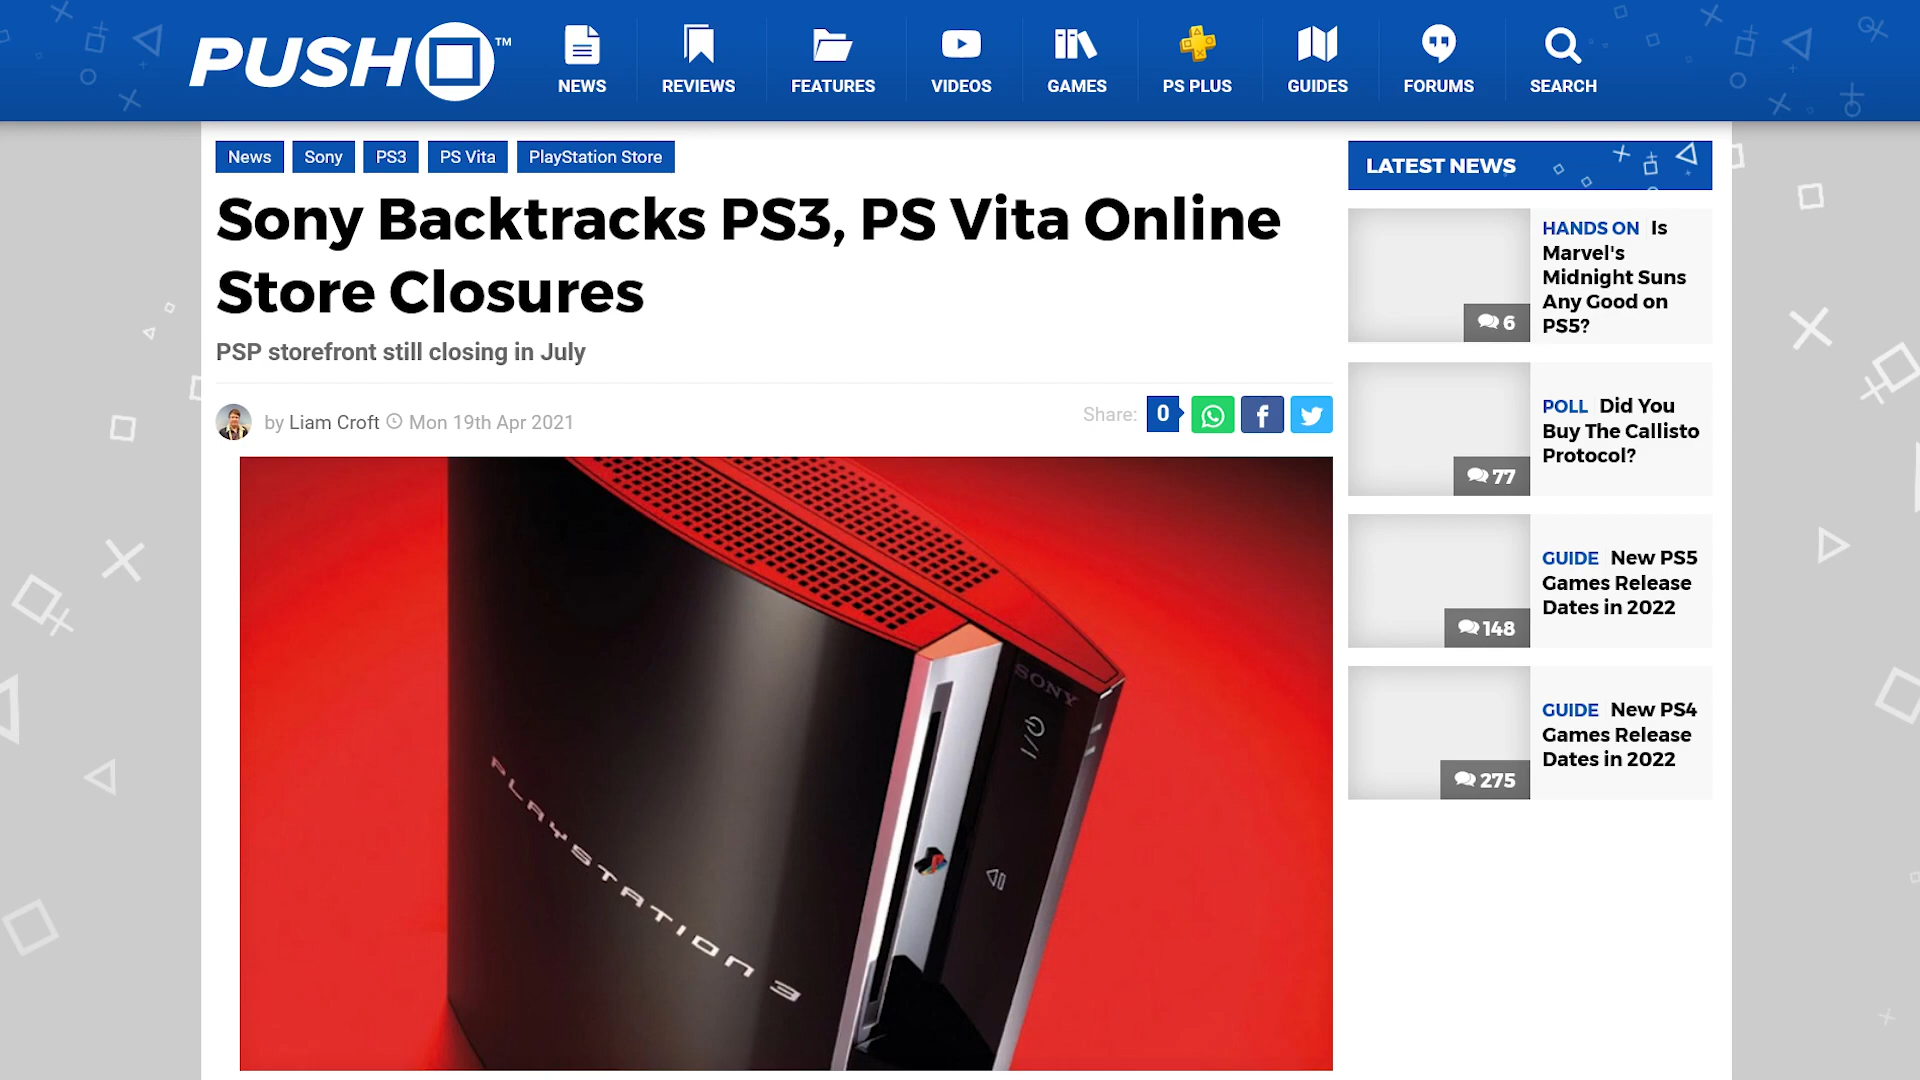 PUSH™
NEWS
REVIEWS
FEATURES
VIDEOS
GAMES
PS PLUS
GUIDES
FORUMS
SEARCH
News
Sony
PS3
PS Vita
PlayStation Store
Sony Backtracks PS3, PS Vita Online
Store Closures
PSP storefront still closing in July
by Liam Croft Mon 19th Apr 2021
Share: 0
SONY
PLAYSTATION 3
LATEST NEWS
HANDS ON Is
Marvel's
Midnight Suns
Any Good on
PS5?
6
POLL Did You
Buy The Callisto
Protocol?
77
GUIDE New PS5
Games Release
Dates in 2022
148
GUIDE New PS4
Games Release
Dates in 2022
275